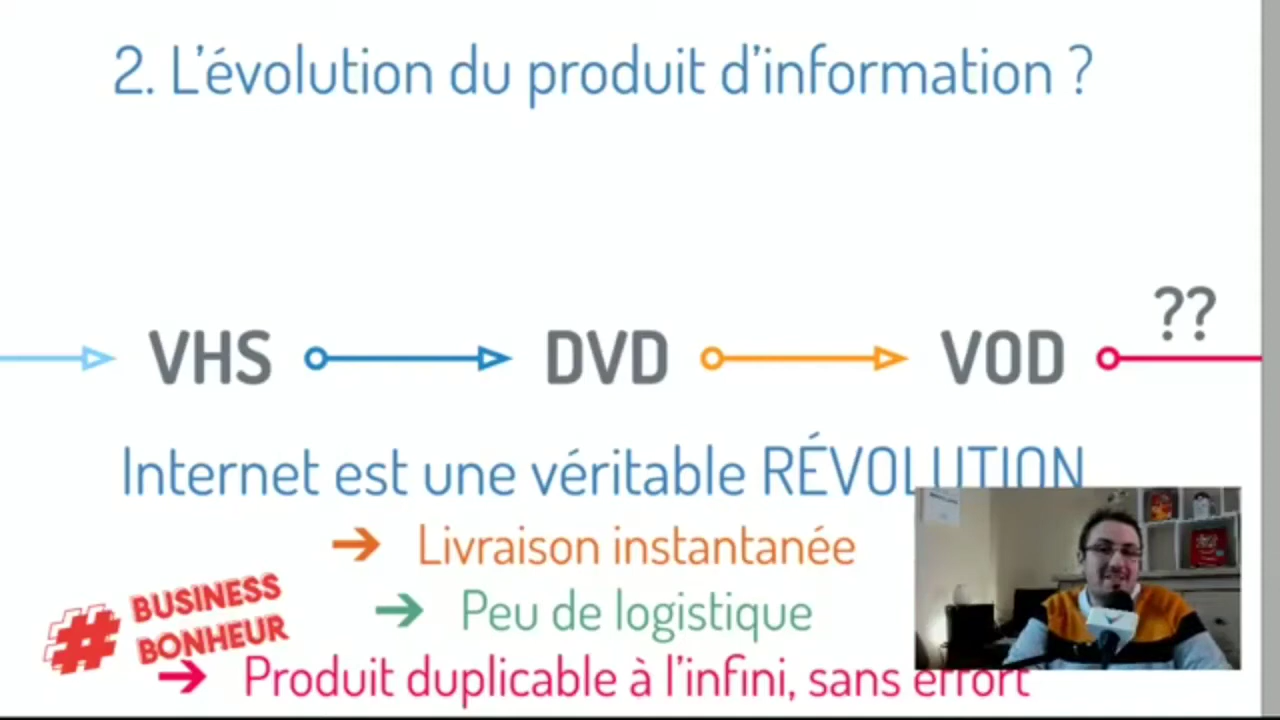 2. L'évolution du produit d'information ?
??
VHS DVD VOD
Internet est une véritable RÉVOLUTION
Livraison instantanée
Peu de logistique
# BUSINESS
BONHEUR
Produit duplicable à l'infini, sans effort